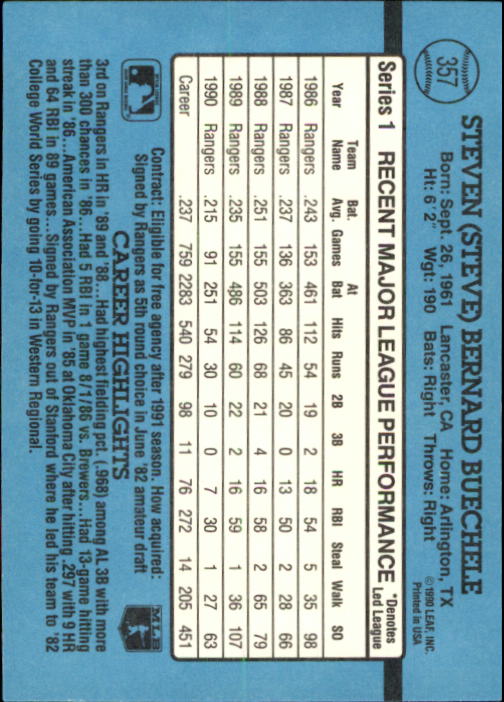 357
STEVEN (STEVE) BERNARD BUECHELE
Born: Sept. 26, 1961 Lancaster, CA Home: Arlington, TX
Ht: 6' 2" Wgt: 190 Bats: Right Throws: Right
© 1990 LEAF, INC.
Printed in USA
Series 1 RECENT MAJOR LEAGUE PERFORMANCE *Denotes Led League
Year Team Name Bat. Avg. Games At Bat Hits Runs 2B 3B HR RBI Steal Walk SO
1986 Rangers .243 153 461 112 54 19 2 18 54 5 35 98
1987 Rangers .237 136 363 86 45 20 0 13 50 2 28 66
1988 Rangers .251 155 503 126 68 21 4 16 58 2 65 79
1989 Rangers .235 155 486 114 60 22 2 16 59 1 36 107
1990 Rangers .215 91 251 54 30 10 0 7 30 1 27 63
Career .237 759 2283 540 279 98 11 76 272 14 205 451
Contract: Eligible for free agency after 1991 season. How acquired:
Signed by Rangers as 5th round choice in June '82 amateur draft
MLB
CAREER HIGHLIGHTS
3rd on Rangers in HR in '89 and '88...Had highest fielding pct. (.968) among AL 3B with more
than 300 chances in '86...Had 5 RBI in 1 game 8/1/86 vs. Brewers...Had 13-game hitting
streak in '86...American Association MVP in '85 at Oklahoma City after hitting .297 with 9 HR
and 64 RBI in 89 games...Signed by Rangers out of Stanford where he led his team to '82
College World Series by going 10-for-13 in Western Regional.